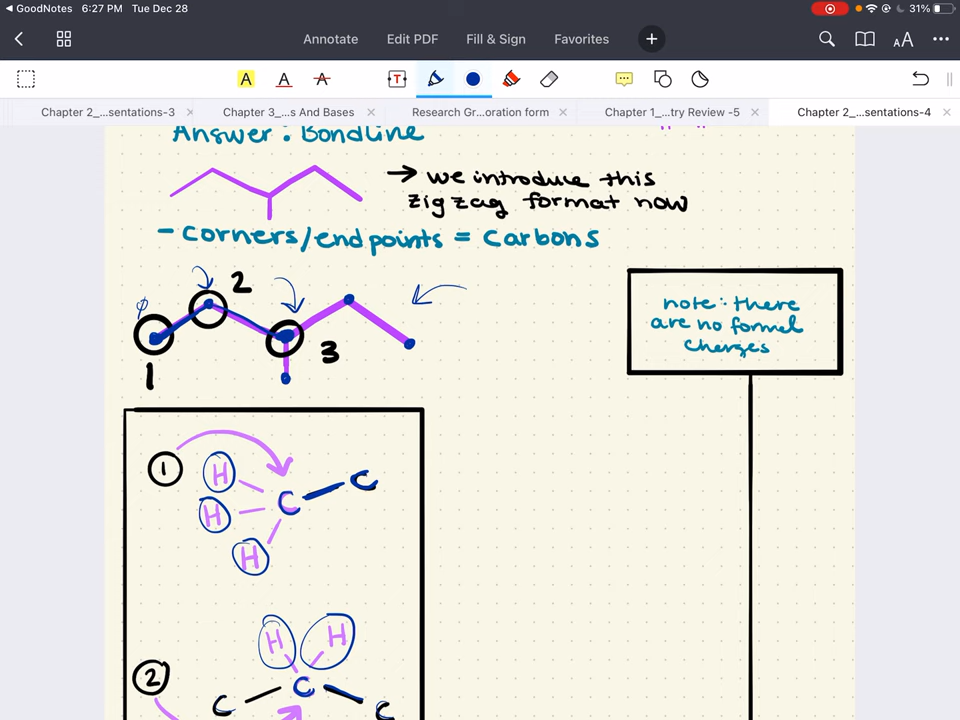 GoodNotes 6:27 PM Tue Dec 28 31%
Annotate Edit PDF Fill & Sign Favorites
A A A T AA
Chapter 2_...sentations-3 Chapter 3_...s And Bases Research Gr...oration form Chapter 1_...try Review -5 Chapter 2_...sentations-4
Answer: Bondline
→ we introduce this
zigzag format now
- corners/endpoints = carbons
2
3
1
note: there
are no formal
charges
1
H
C C
H
H
H H
2
C
C C